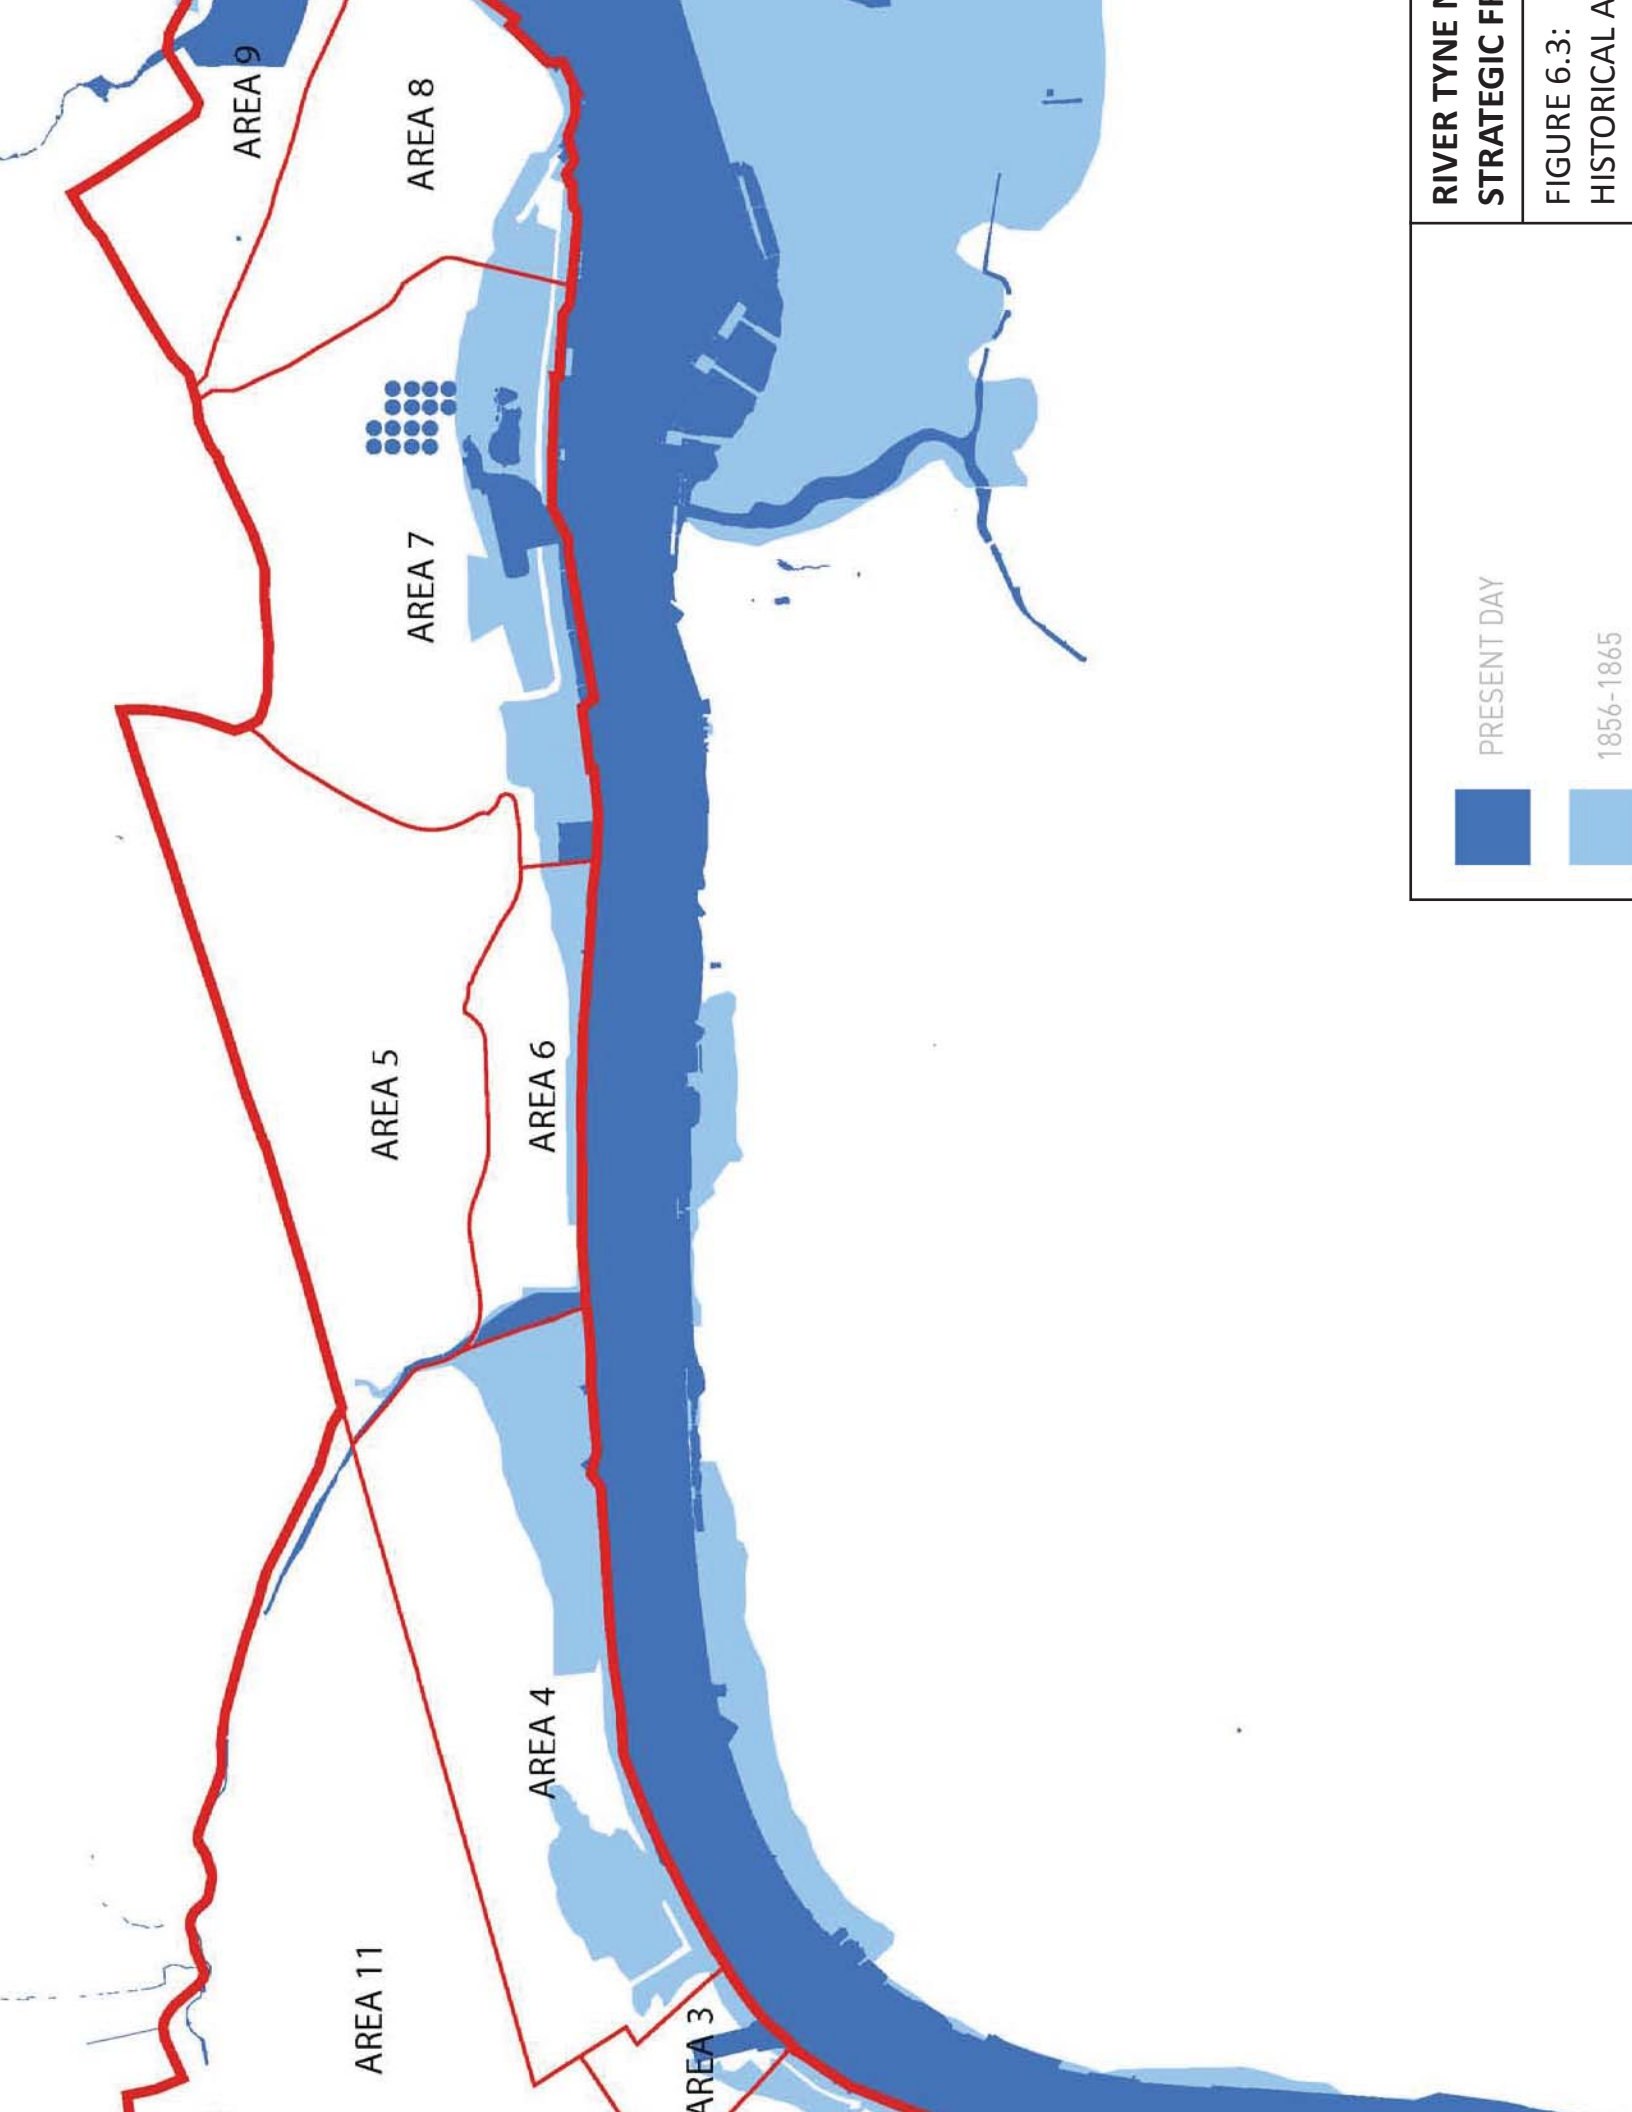 AREA 9
AREA 8
AREA 7
AREA 5
AREA 6
AREA 4
AREA 11
AREA 3
RIVER TYNE
STRATEGIC
FIGURE 6.3:
HISTORICAL
PRESENT DAY
1856-1865